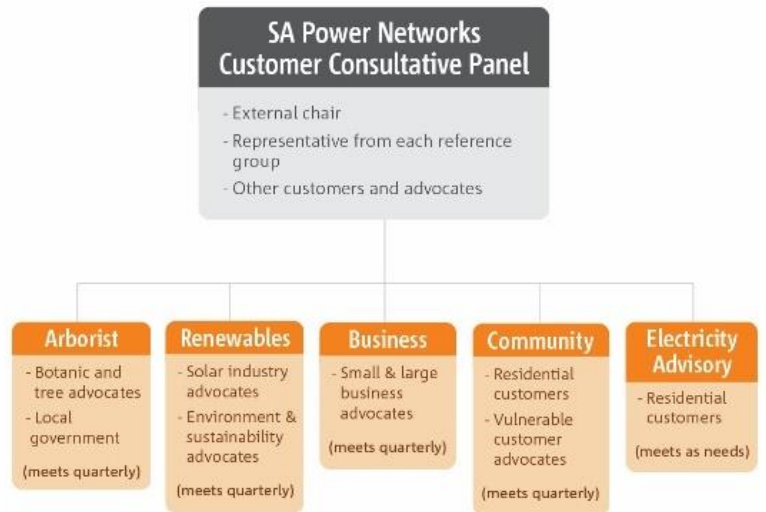 SA Power Networks
Customer Consultative Panel
- External chair
- Representative from each reference
group
- Other customers and advocates
Arborist
- Botanic and
tree advocates
- Local
government
(meets quarterly)
Renewables
- Solar industry
advocates
- Environment &
sustainability
advocates
(meets quarterly)
Business
- Small & large
business
advocates
(meets quarterly)
Community
- Residential
customers
- Vulnerable
customer
advocates
(meets quarterly)
Electricity
Advisory
- Residential
customers
(meets as needs)